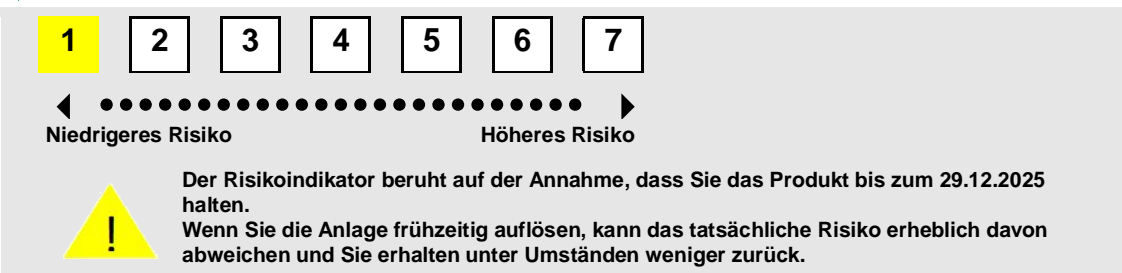 1 2 3 4 5 6 7
Niedrigeres Risiko Höheres Risiko
Der Risikoindikator beruht auf der Annahme, dass Sie das Produkt bis zum 29.12.2025
halten.
Wenn Sie die Anlage frühzeitig auflösen, kann das tatsächliche Risiko erheblich davon
abweichen und Sie erhalten unter Umständen weniger zurück.
!